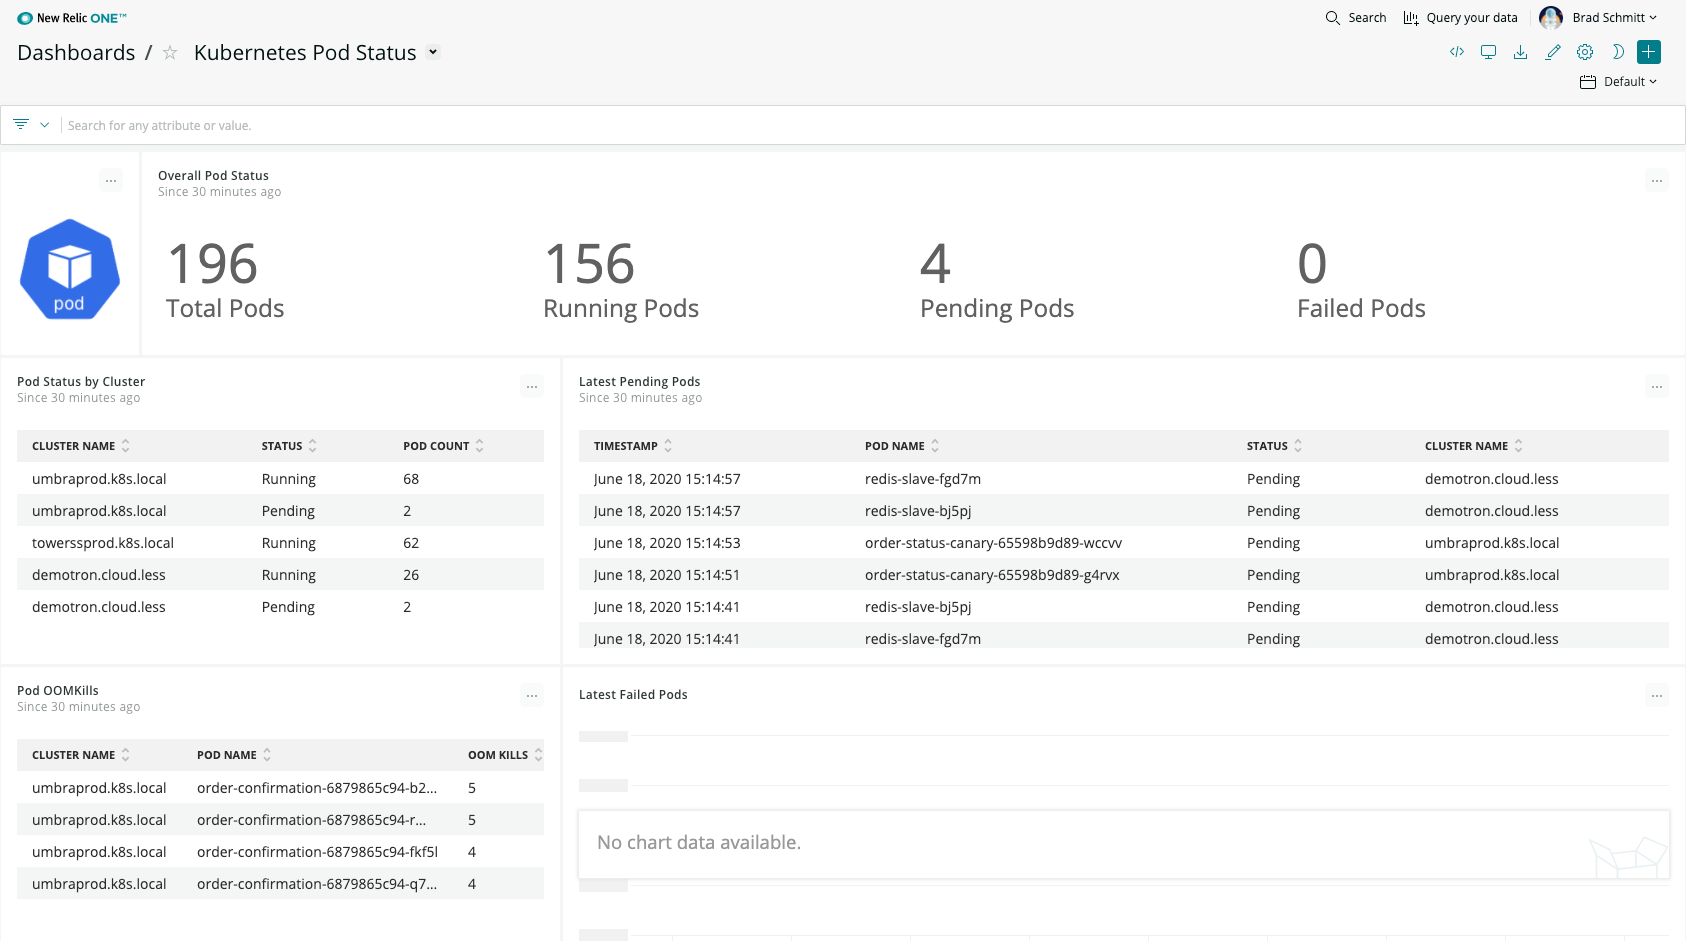 New Relic ONE™
Search
Query your data
Brad Schmitt
Dashboards / ☆ Kubernetes Pod Status
Default
Search for any attribute or value.
pod
Overall Pod Status
Since 30 minutes ago
196
Total Pods
156
Running Pods
4
Pending Pods
0
Failed Pods
Pod Status by Cluster
Since 30 minutes ago
CLUSTER NAME STATUS POD COUNT
umbraprod.k8s.local Running 68
umbraprod.k8s.local Pending 2
towerssprod.k8s.local Running 62
demotron.cloud.less Running 26
demotron.cloud.less Pending 2
Latest Pending Pods
Since 30 minutes ago
TIMESTAMP POD NAME STATUS CLUSTER NAME
June 18, 2020 15:14:57 redis-slave-fgd7m Pending demotron.cloud.less
June 18, 2020 15:14:57 redis-slave-bj5pj Pending demotron.cloud.less
June 18, 2020 15:14:53 order-status-canary-65598b9d89-wccvv Pending umbraprod.k8s.local
June 18, 2020 15:14:51 order-status-canary-65598b9d89-g4rvx Pending umbraprod.k8s.local
June 18, 2020 15:14:41 redis-slave-bj5pj Pending demotron.cloud.less
June 18, 2020 15:14:41 redis-slave-fgd7m Pending demotron.cloud.less
Pod OOMKills
Since 30 minutes ago
CLUSTER NAME POD NAME OOM KILLS
umbraprod.k8s.local order-confirmation-6879865c94-b2... 5
umbraprod.k8s.local order-confirmation-6879865c94-r... 5
umbraprod.k8s.local order-confirmation-6879865c94-fkf5l 4
umbraprod.k8s.local order-confirmation-6879865c94-q7... 4
Latest Failed Pods
No chart data available.